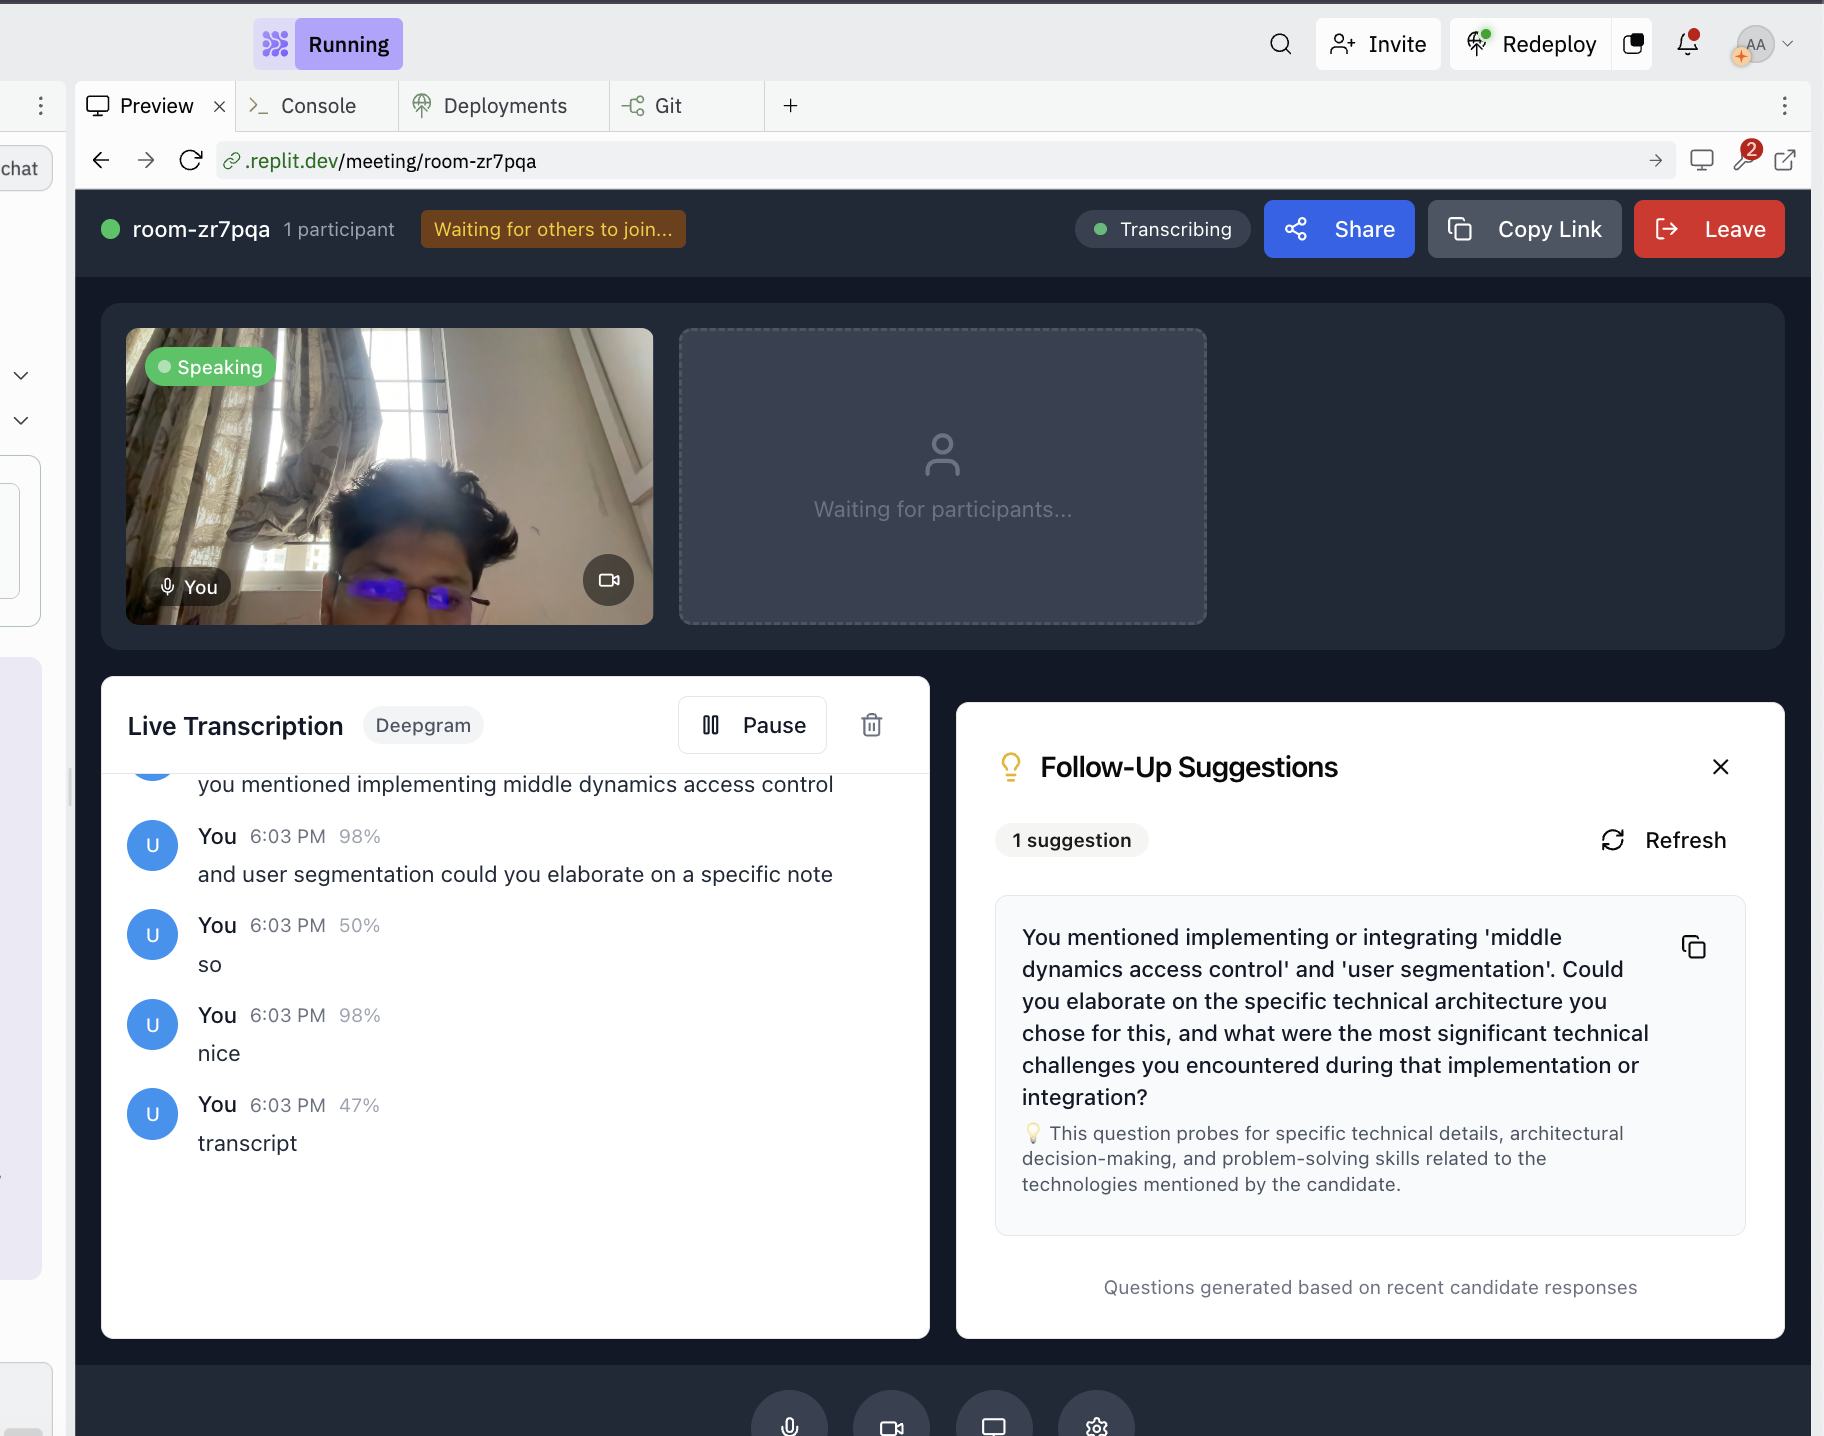 Running
Invite
Redeploy
AA
Preview
Console
Deployments
Git
chat
.replit.dev/meeting/room-zr7pqa
2
room-zr7pqa
1 participant
Waiting for others to join...
Transcribing
Share
Copy Link
Leave
Speaking
You
Waiting for participants...
Live Transcription
Deepgram
Pause
you mentioned implementing middle dynamics access control
U
You 6:03 PM 98%
and user segmentation could you elaborate on a specific note
U
You 6:03 PM 50%
so
U
You 6:03 PM 98%
nice
U
You 6:03 PM 47%
transcript
Follow-Up Suggestions
1 suggestion
Refresh
You mentioned implementing or integrating 'middle
dynamics access control' and 'user segmentation'. Could
you elaborate on the specific technical architecture you
chose for this, and what were the most significant technical
challenges you encountered during that implementation or
integration?
💡 This question probes for specific technical details, architectural
decision-making, and problem-solving skills related to the
technologies mentioned by the candidate.
Questions generated based on recent candidate responses